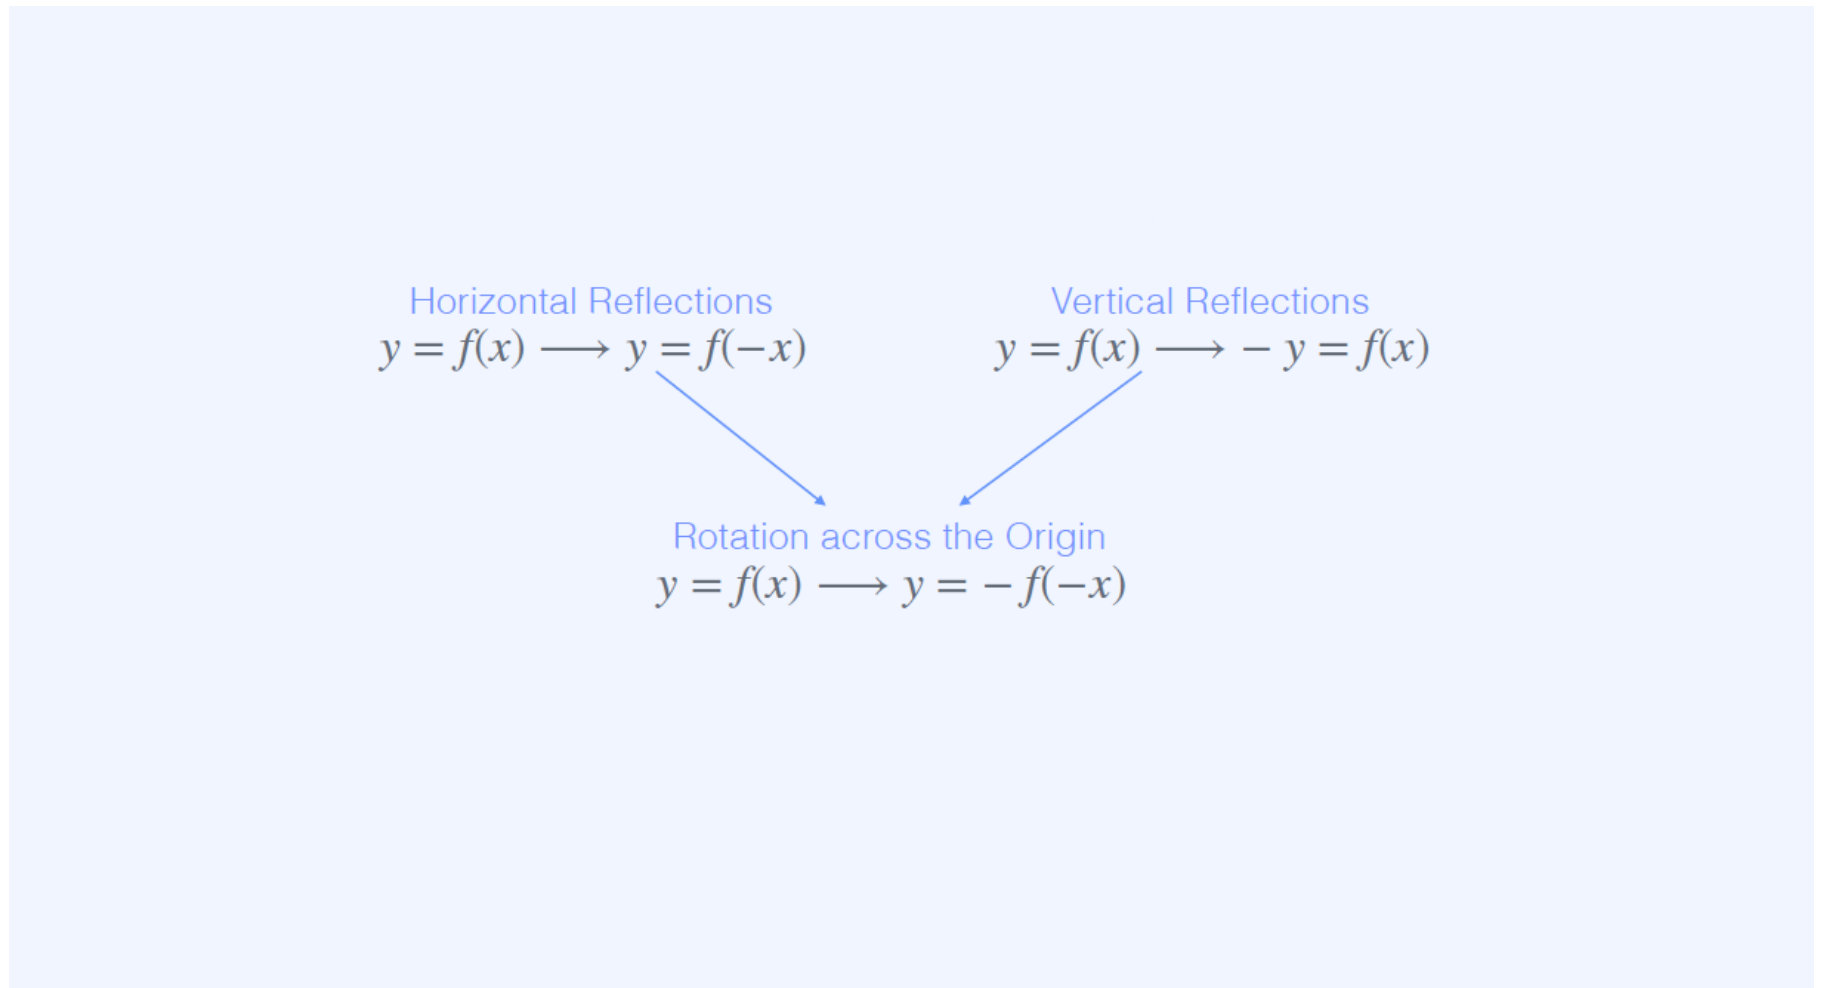 Horizontal Reflections
y = f(x) ⟶ y = f(−x)
Vertical Reflections
y = f(x) ⟶ − y = f(x)
Rotation across the Origin
y = f(x) ⟶ y = − f(−x)